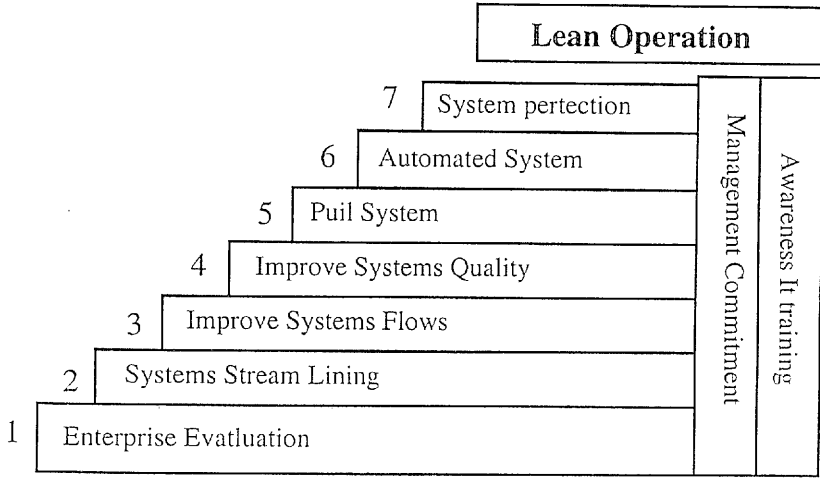 Lean Operation
7 System pertection
6 Automated System
5 Puil System
4 Improve Systems Quality
3 Improve Systems Flows
2 Systems Stream Lining
1 Enterprise Evatluation
Management Commitment
Awareness It training